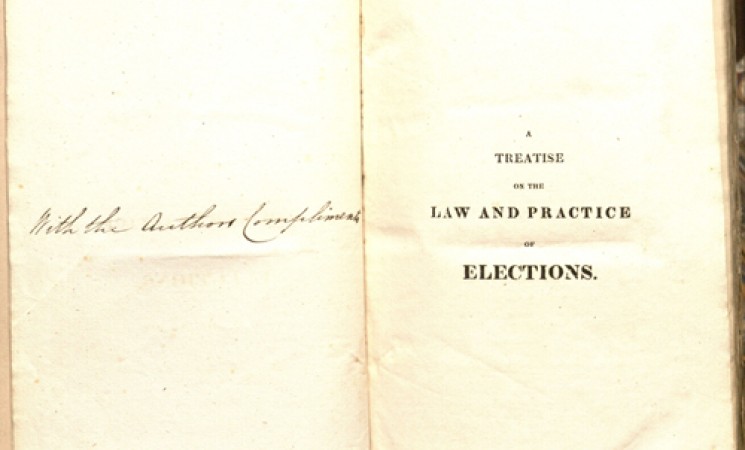 With the Authors Compliments
A
TREATISE
ON THE
LAW AND PRACTICE
OF
ELECTIONS.